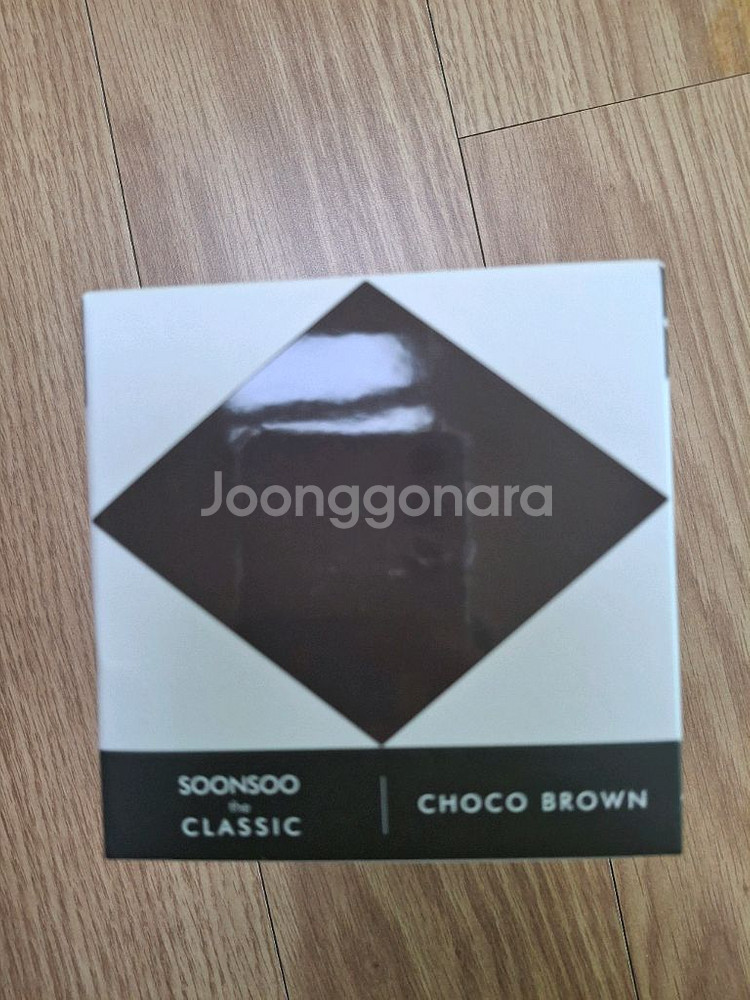 Joonggonara
SOONSOO
the
CLASSIC
CHOCO BROWN